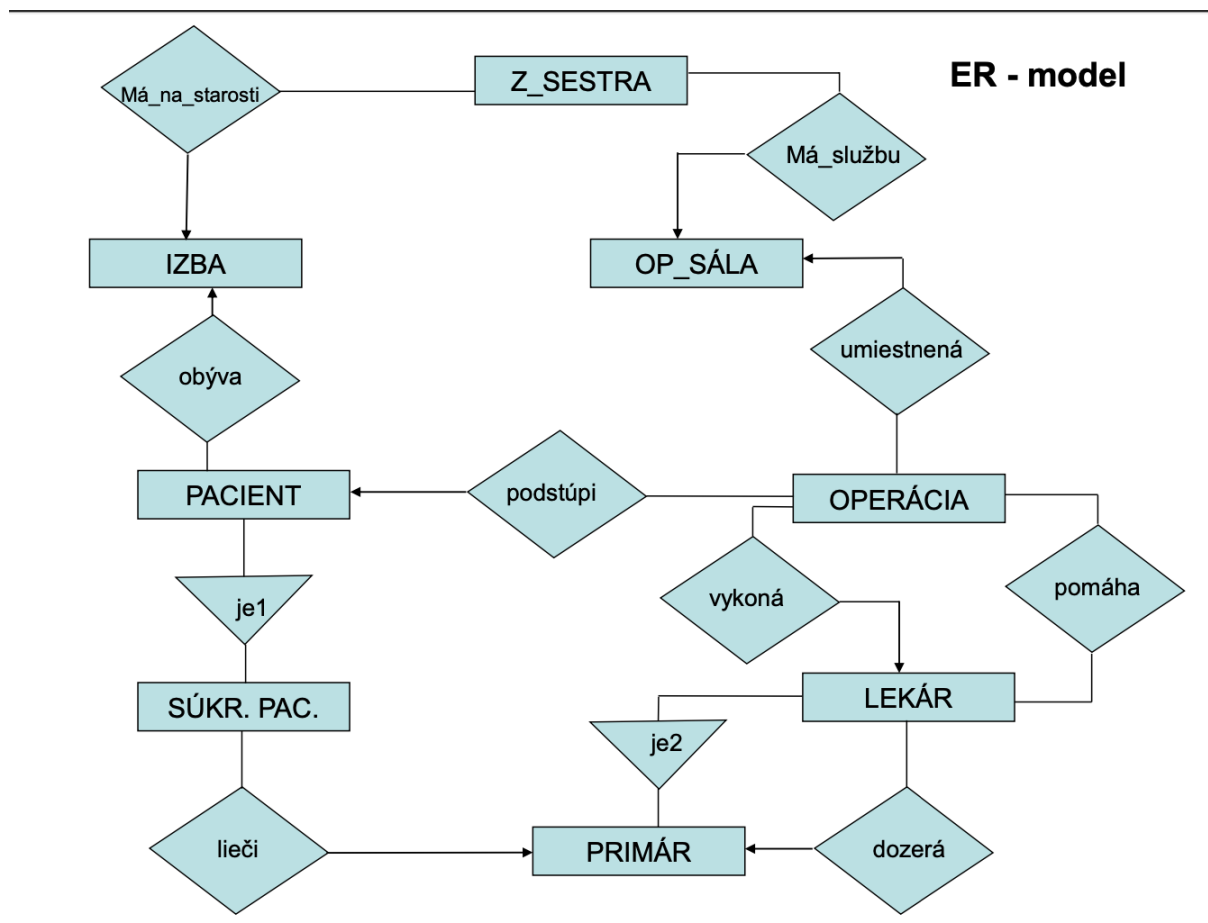 ER - model
Z_SESTRA
Má_na_starosti
Má_službu
IZBA
OP_SÁLA
umiestnená
obýva
PACIENT
podstúpi
OPERÁCIA
pomáha
vykoná
je1
SÚKR. PAC.
LEKÁR
je2
lieči
PRIMÁR
dozerá